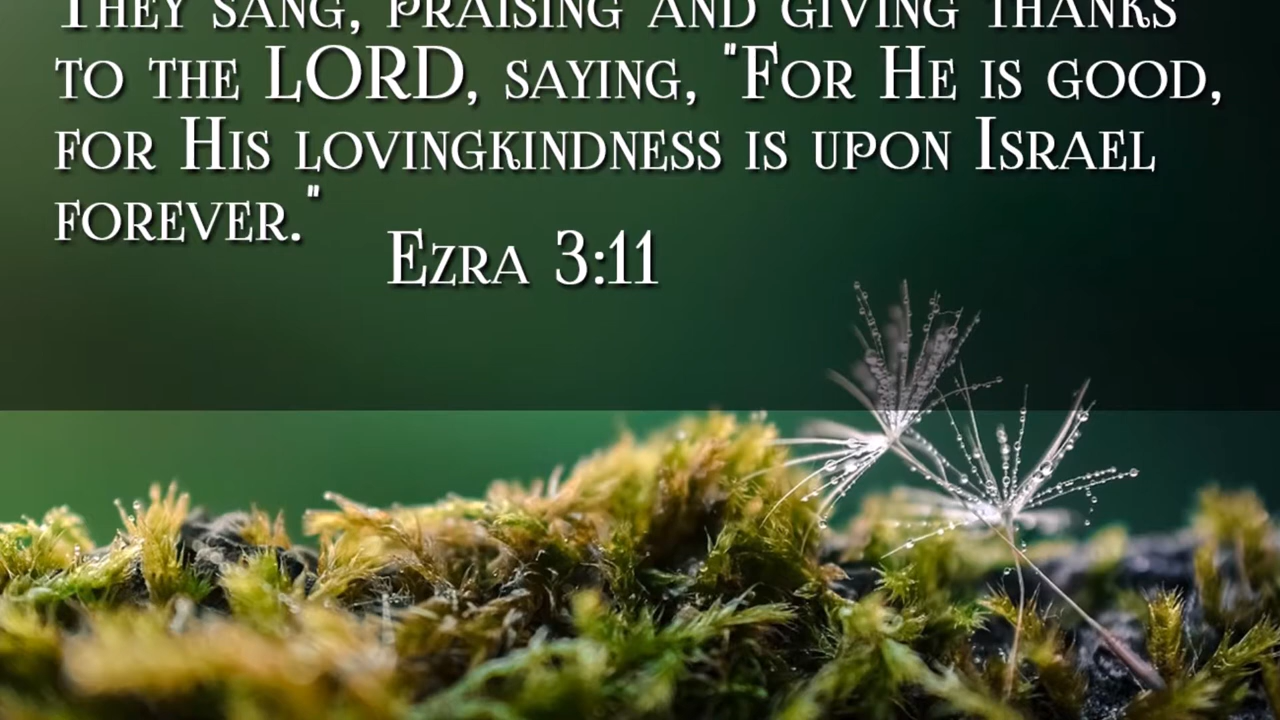 They sang, praising and giving thanks
to the LORD, saying, "For He is good,
for His lovingkindness is upon Israel
forever."
Ezra 3:11